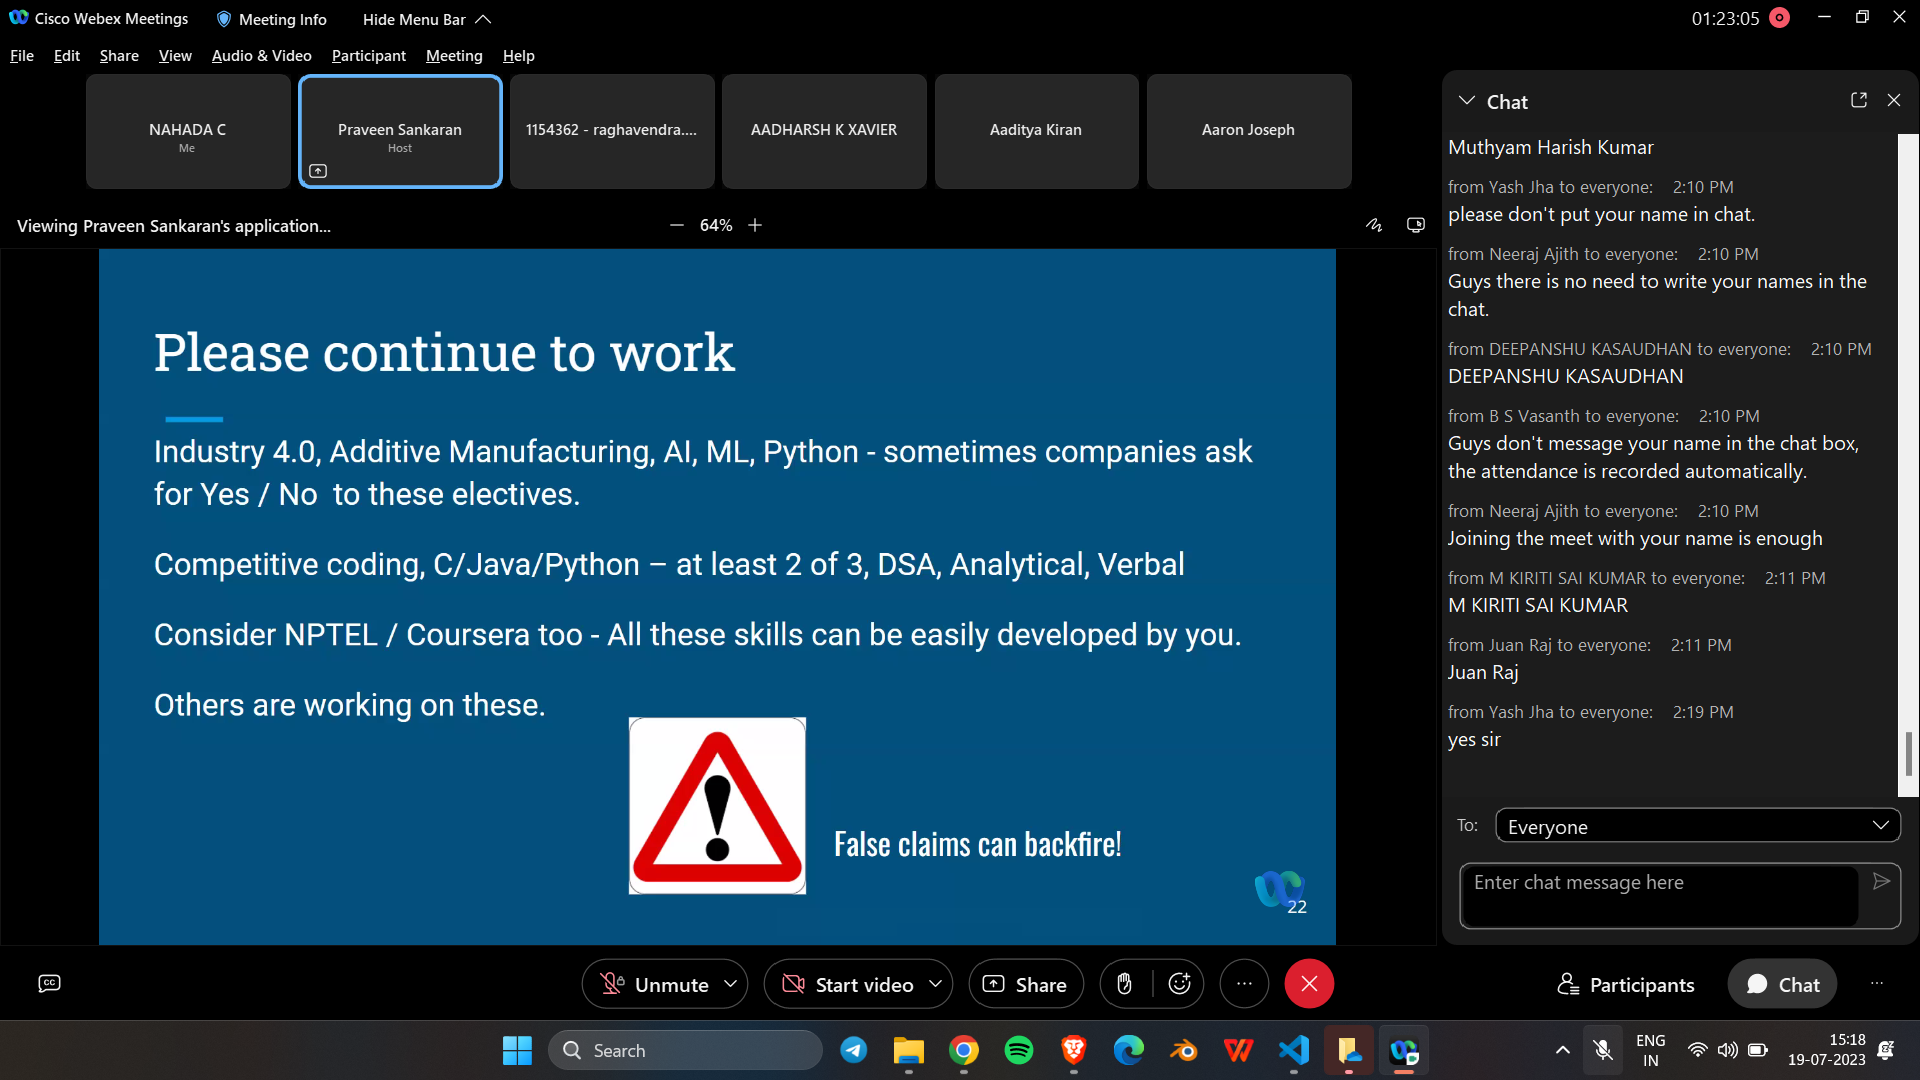 Cisco Webex Meetings
Meeting Info
Hide Menu Bar
01:23:05
File Edit Share View Audio & Video Participant Meeting Help
NAHADA C
Me
Praveen Sankaran
Host
1154362 - raghavendra....
AADHARSH K XAVIER
Aaditya Kiran
Aaron Joseph
Viewing Praveen Sankaran's application...
64%
Please continue to work
Industry 4.0, Additive Manufacturing, AI, ML, Python - sometimes companies ask
for Yes / No to these electives.
Competitive coding, C/Java/Python – at least 2 of 3, DSA, Analytical, Verbal
Consider NPTEL / Coursera too - All these skills can be easily developed by you.
Others are working on these.
False claims can backfire!
22
Chat
Muthyam Harish Kumar
from Yash Jha to everyone: 2:10 PM
please don't put your name in chat.
from Neeraj Ajith to everyone: 2:10 PM
Guys there is no need to write your names in the
chat.
from DEEPANSHU KASAUDHAN to everyone: 2:10 PM
DEEPANSHU KASAUDHAN
from B S Vasanth to everyone: 2:10 PM
Guys don't message your name in the chat box,
the attendance is recorded automatically.
from Neeraj Ajith to everyone: 2:10 PM
Joining the meet with your name is enough
from M KIRITI SAI KUMAR to everyone: 2:11 PM
M KIRITI SAI KUMAR
from Juan Raj to everyone: 2:11 PM
Juan Raj
from Yash Jha to everyone: 2:19 PM
yes sir
To: Everyone
Enter chat message here
CC
Unmute
Start video
Share
Participants
Chat
Search
ENG
IN
15:18
19-07-2023